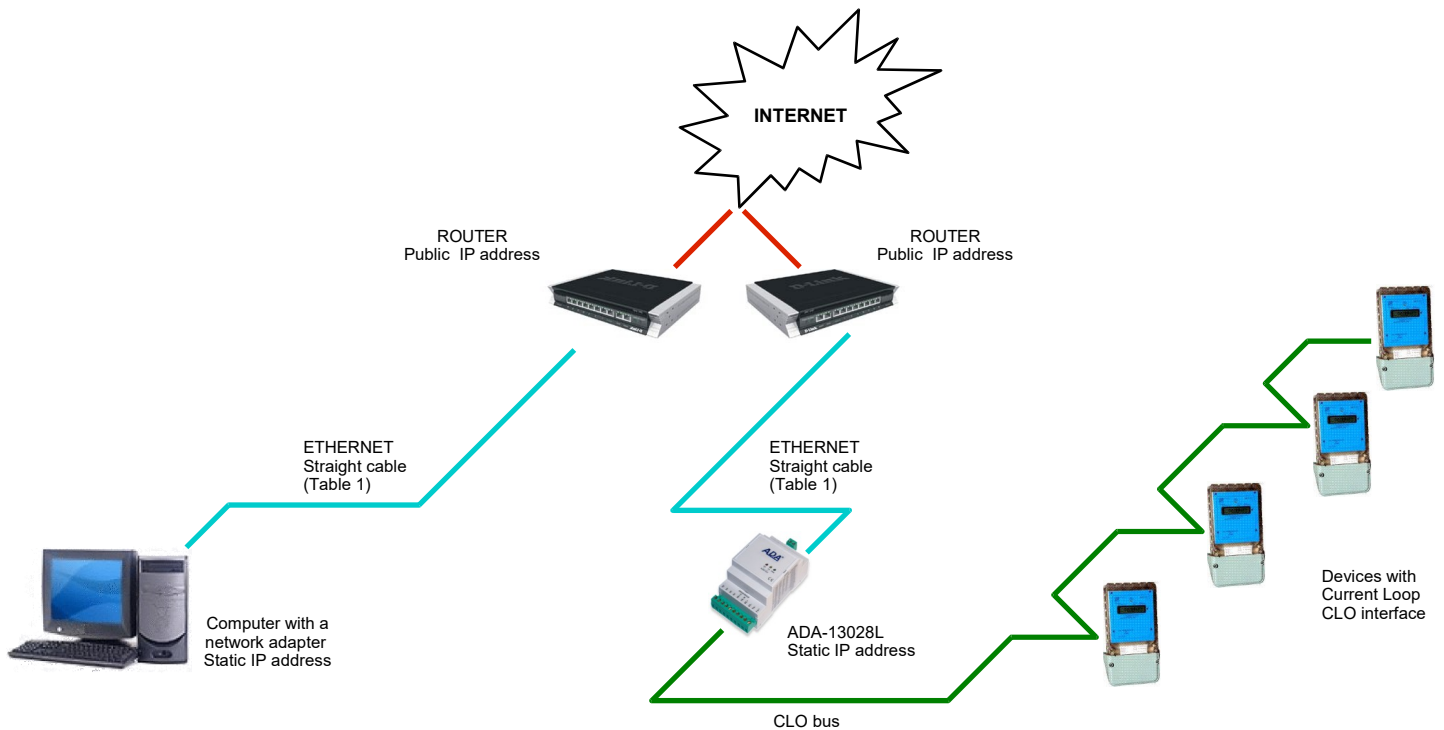 INTERNET
ROUTER
Public IP address
ROUTER
Public IP address
D-Link
ETHERNET
Straight cable
(Table 1)
ETHERNET
Straight cable
(Table 1)
ADA
Computer with a
network adapter
Static IP address
ADA-13028L
Static IP address
Devices with
Current Loop
CLO interface
CLO bus